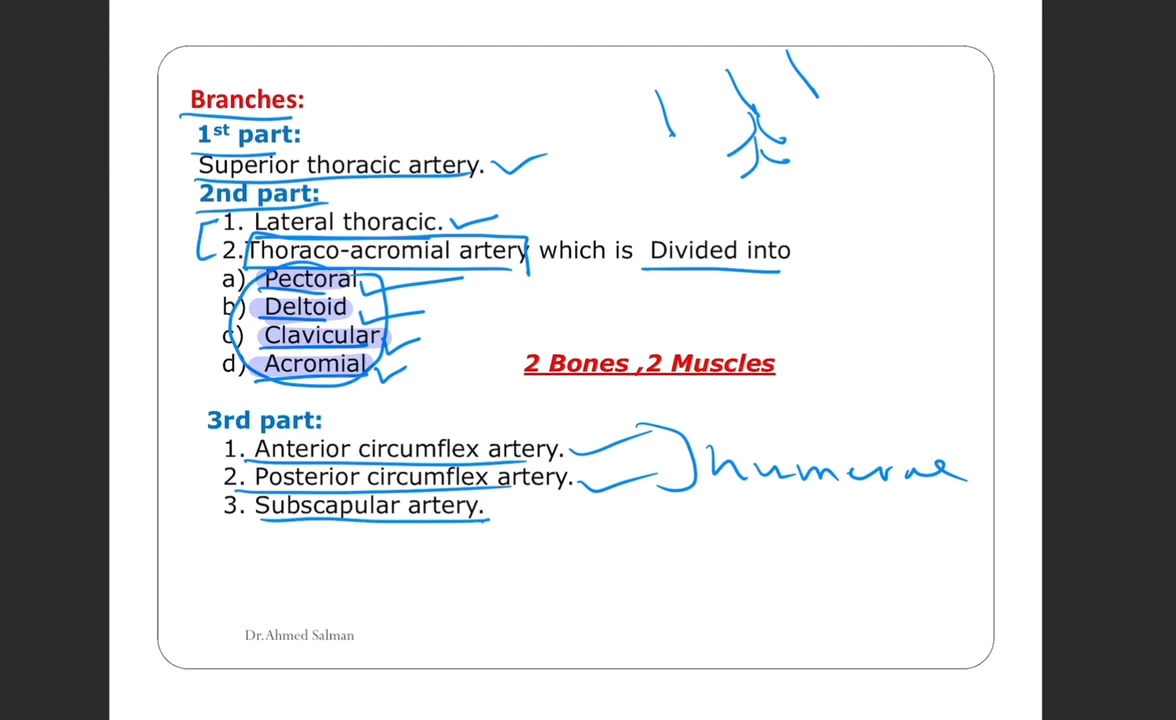 Branches:
1st part:
Superior thoracic artery.
2nd part:
1. Lateral thoracic.
2. Thoraco-acromial artery which is Divided into
a) Pectoral
b) Deltoid
c) Clavicular
d) Acromial
2 Bones ,2 Muscles
3rd part:
1. Anterior circumflex artery.
2. Posterior circumflex artery.
humerae
3. Subscapular artery.
Dr.Ahmed Salman